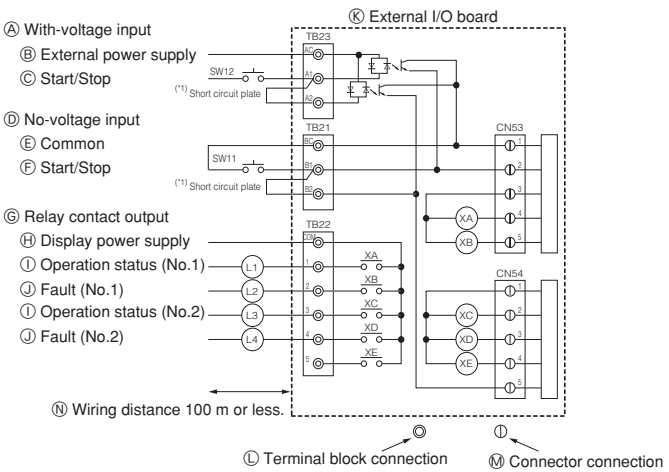 Ⓚ External I/O board
Ⓐ With-voltage input
TB23
Ⓑ External power supply
AC
Ⓒ Start/Stop
SW12
A1
(*1) Short circuit plate
A2
Ⓓ No-voltage input
TB21
CN53
Ⓔ Common
BC
1
Ⓕ Start/Stop
SW11
B1
2
(*1) Short circuit plate
B2
3
Ⓖ Relay contact output
TB22
XA
4
Ⓗ Display power supply
COM
XB
5
Ⓘ Operation status (No.1)
L1
1
XA
CN54
Ⓙ Fault (No.1)
L2
2
XB
1
Ⓘ Operation status (No.2)
L3
3
XC
XC
2
Ⓙ Fault (No.2)
L4
4
XD
XD
3
5
XE
XE
4
5
Ⓝ Wiring distance 100 m or less.
Ⓛ Terminal block connection
Ⓜ Connector connection